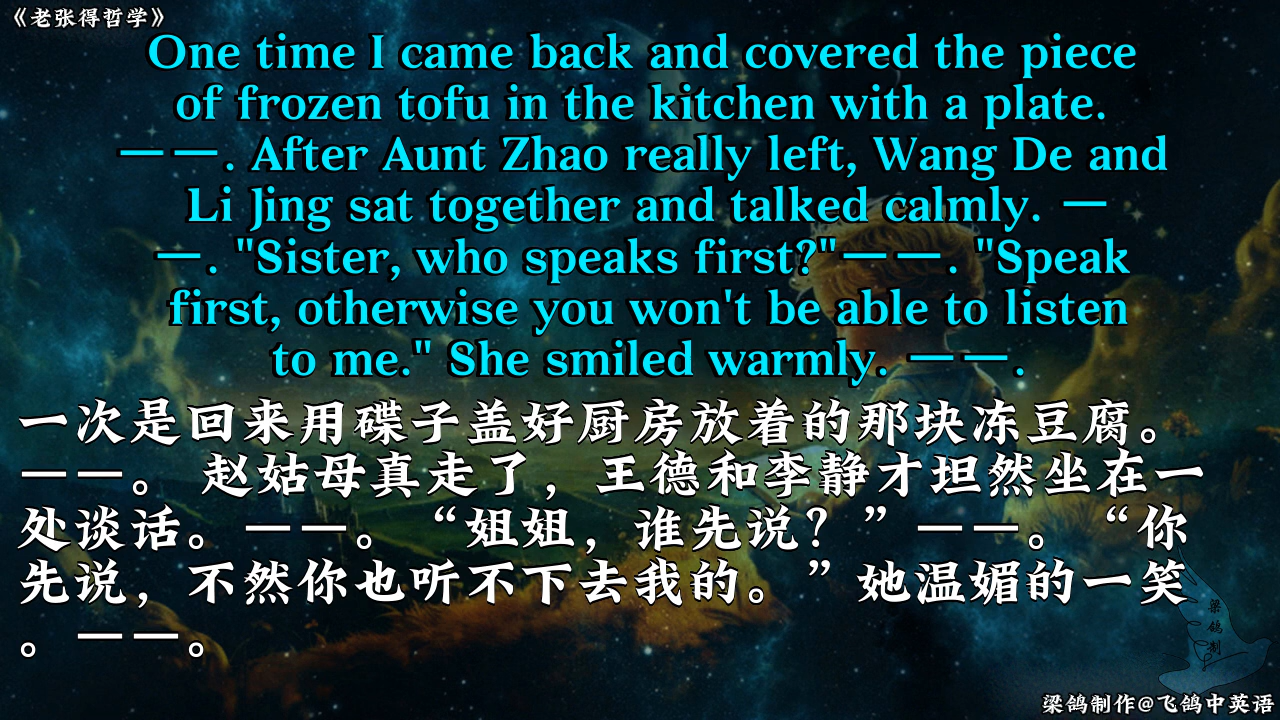 《老张得哲学》
One time I came back and covered the piece
of frozen tofu in the kitchen with a plate.
——. After Aunt Zhao really left, Wang De and
Li Jing sat together and talked calmly. —
—. "Sister, who speaks first?"——. "Speak
first, otherwise you won't be able to listen
to me." She smiled warmly. ——.
一次是回来用碟子盖好厨房放着的那块冻豆腐。
——。 赵姑母真走了，王德和李静才坦然坐在一
处谈话。——。 “姐姐，谁先说？”——。 “你
先说，不然你也听不下去我的。 ”她温媚的一笑
。——。
梁鸽制
梁鸽制作@飞鸽中英语